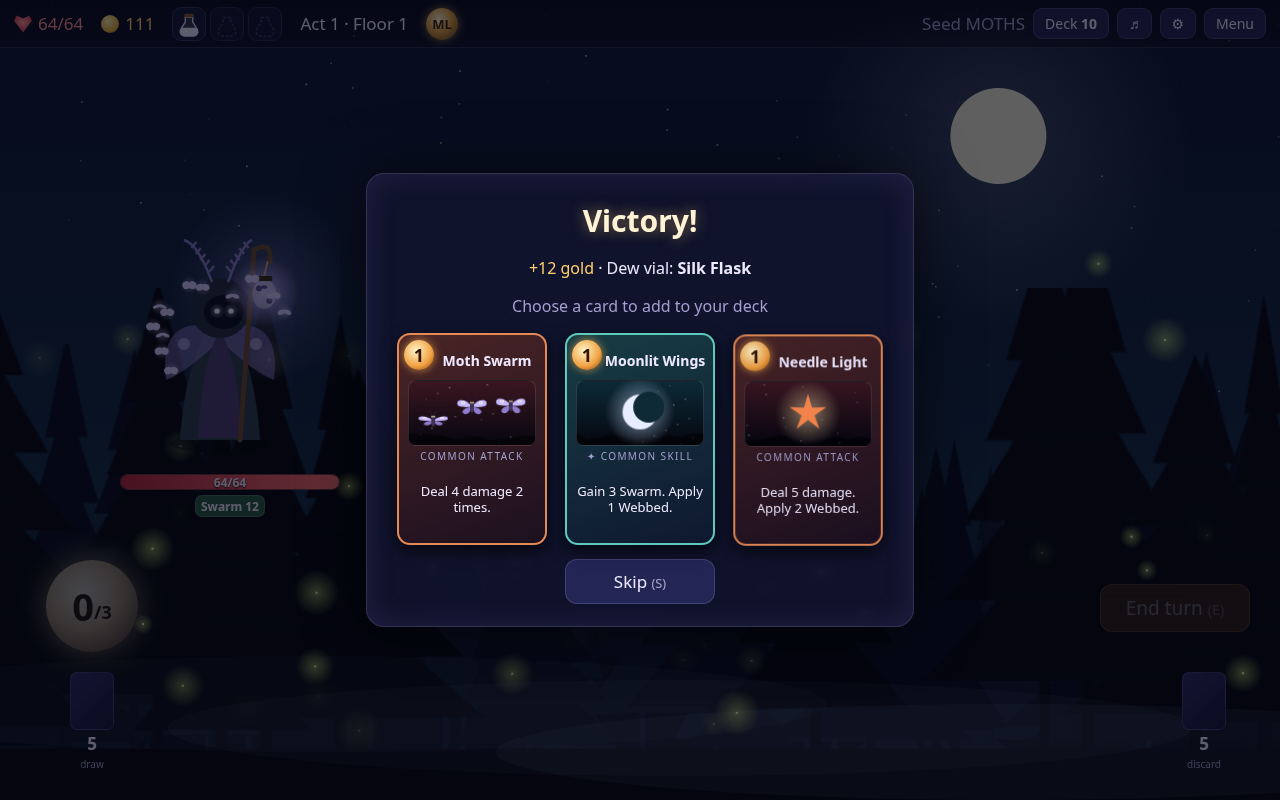 64/64 111 Act 1 · Floor 1 ML Seed MOTHS Deck 10 ♬ ⚙ Menu
Victory!
+12 gold · Dew vial: Silk Flask
Choose a card to add to your deck
1 Moth Swarm
COMMON ATTACK
Deal 4 damage 2
times.
1 Moonlit Wings
✦ COMMON SKILL
Gain 3 Swarm. Apply
1 Webbed.
1 Needle Light
COMMON ATTACK
Deal 5 damage.
Apply 2 Webbed.
Skip (S)
64/64
Swarm 12
0/3
End turn (E)
5
draw
5
discard